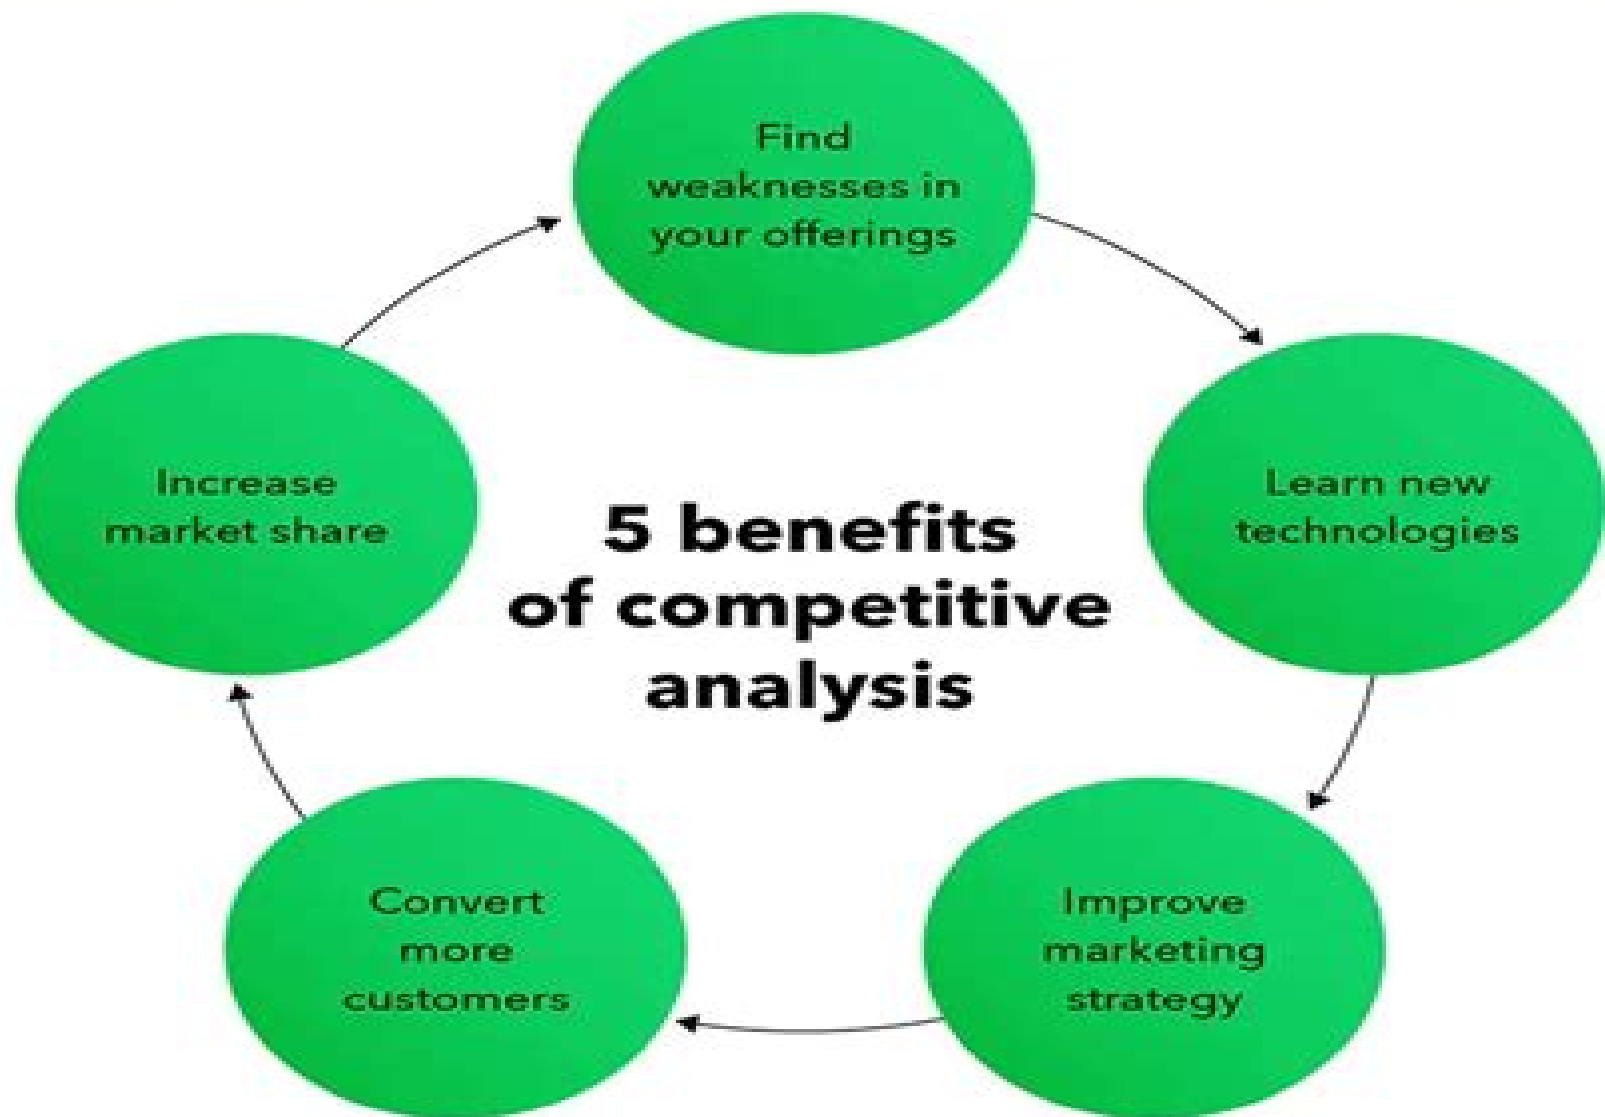 Find
weaknesses in
your offerings
Learn new
technologies
Improve
marketing
strategy
Convert
more
customers
Increase
market share
5 benefits
of competitive
analysis